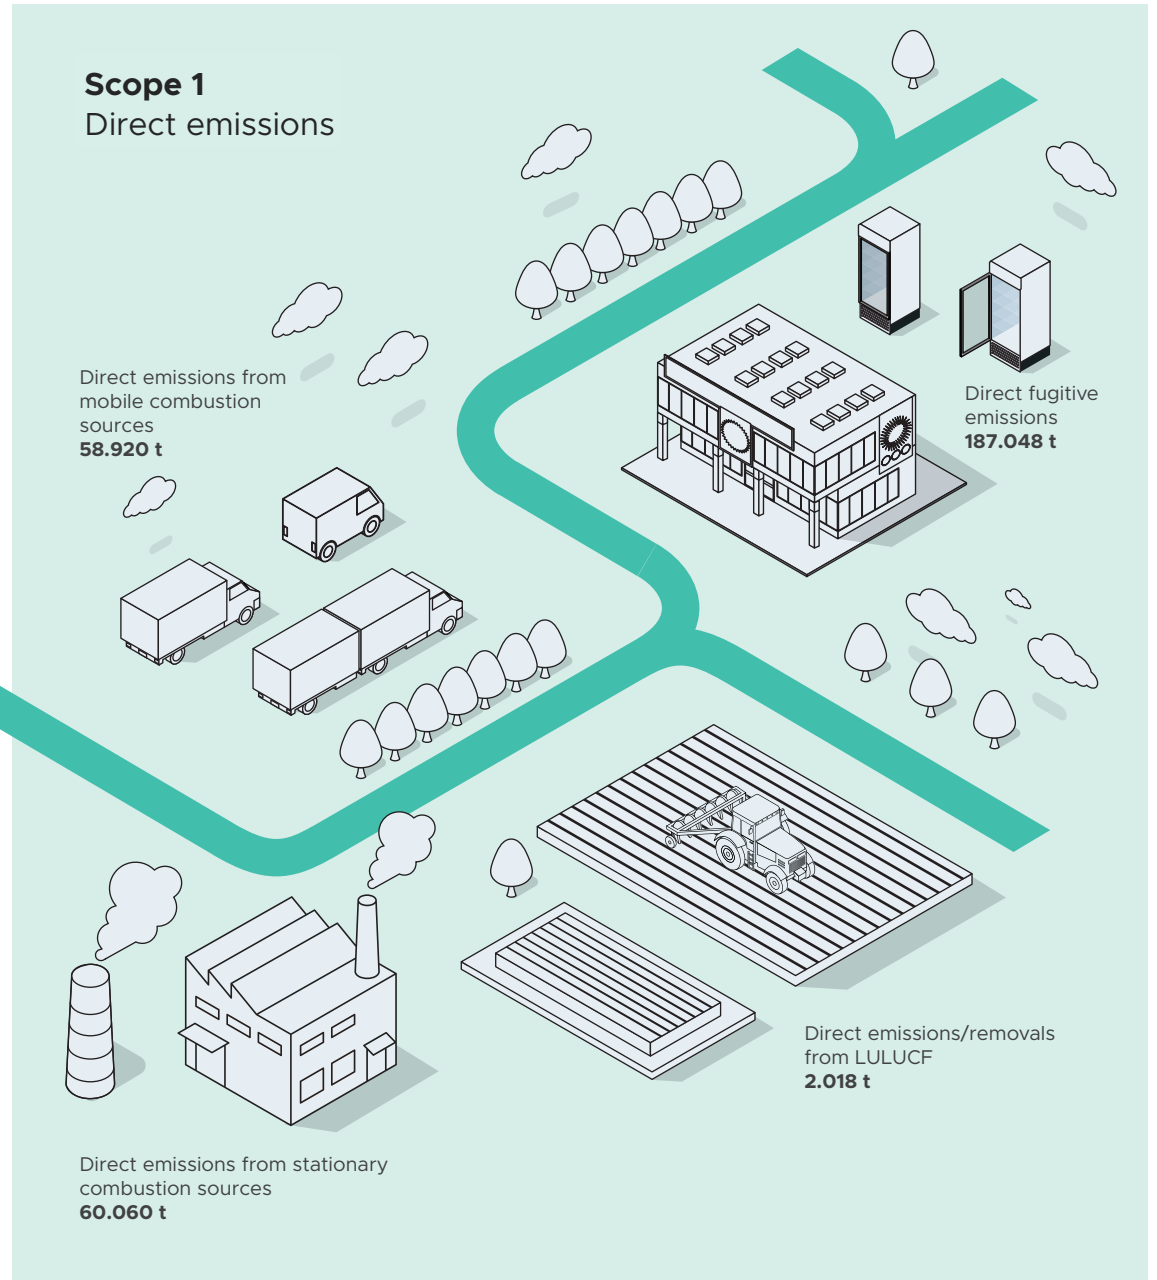 Scope 1
Direct emissions
Direct emissions from
mobile combustion
sources
58.920 t
Direct fugitive
emissions
187.048 t
Direct emissions/removals
from LULUCF
2.018 t
Direct emissions from stationary
combustion sources
60.060 t